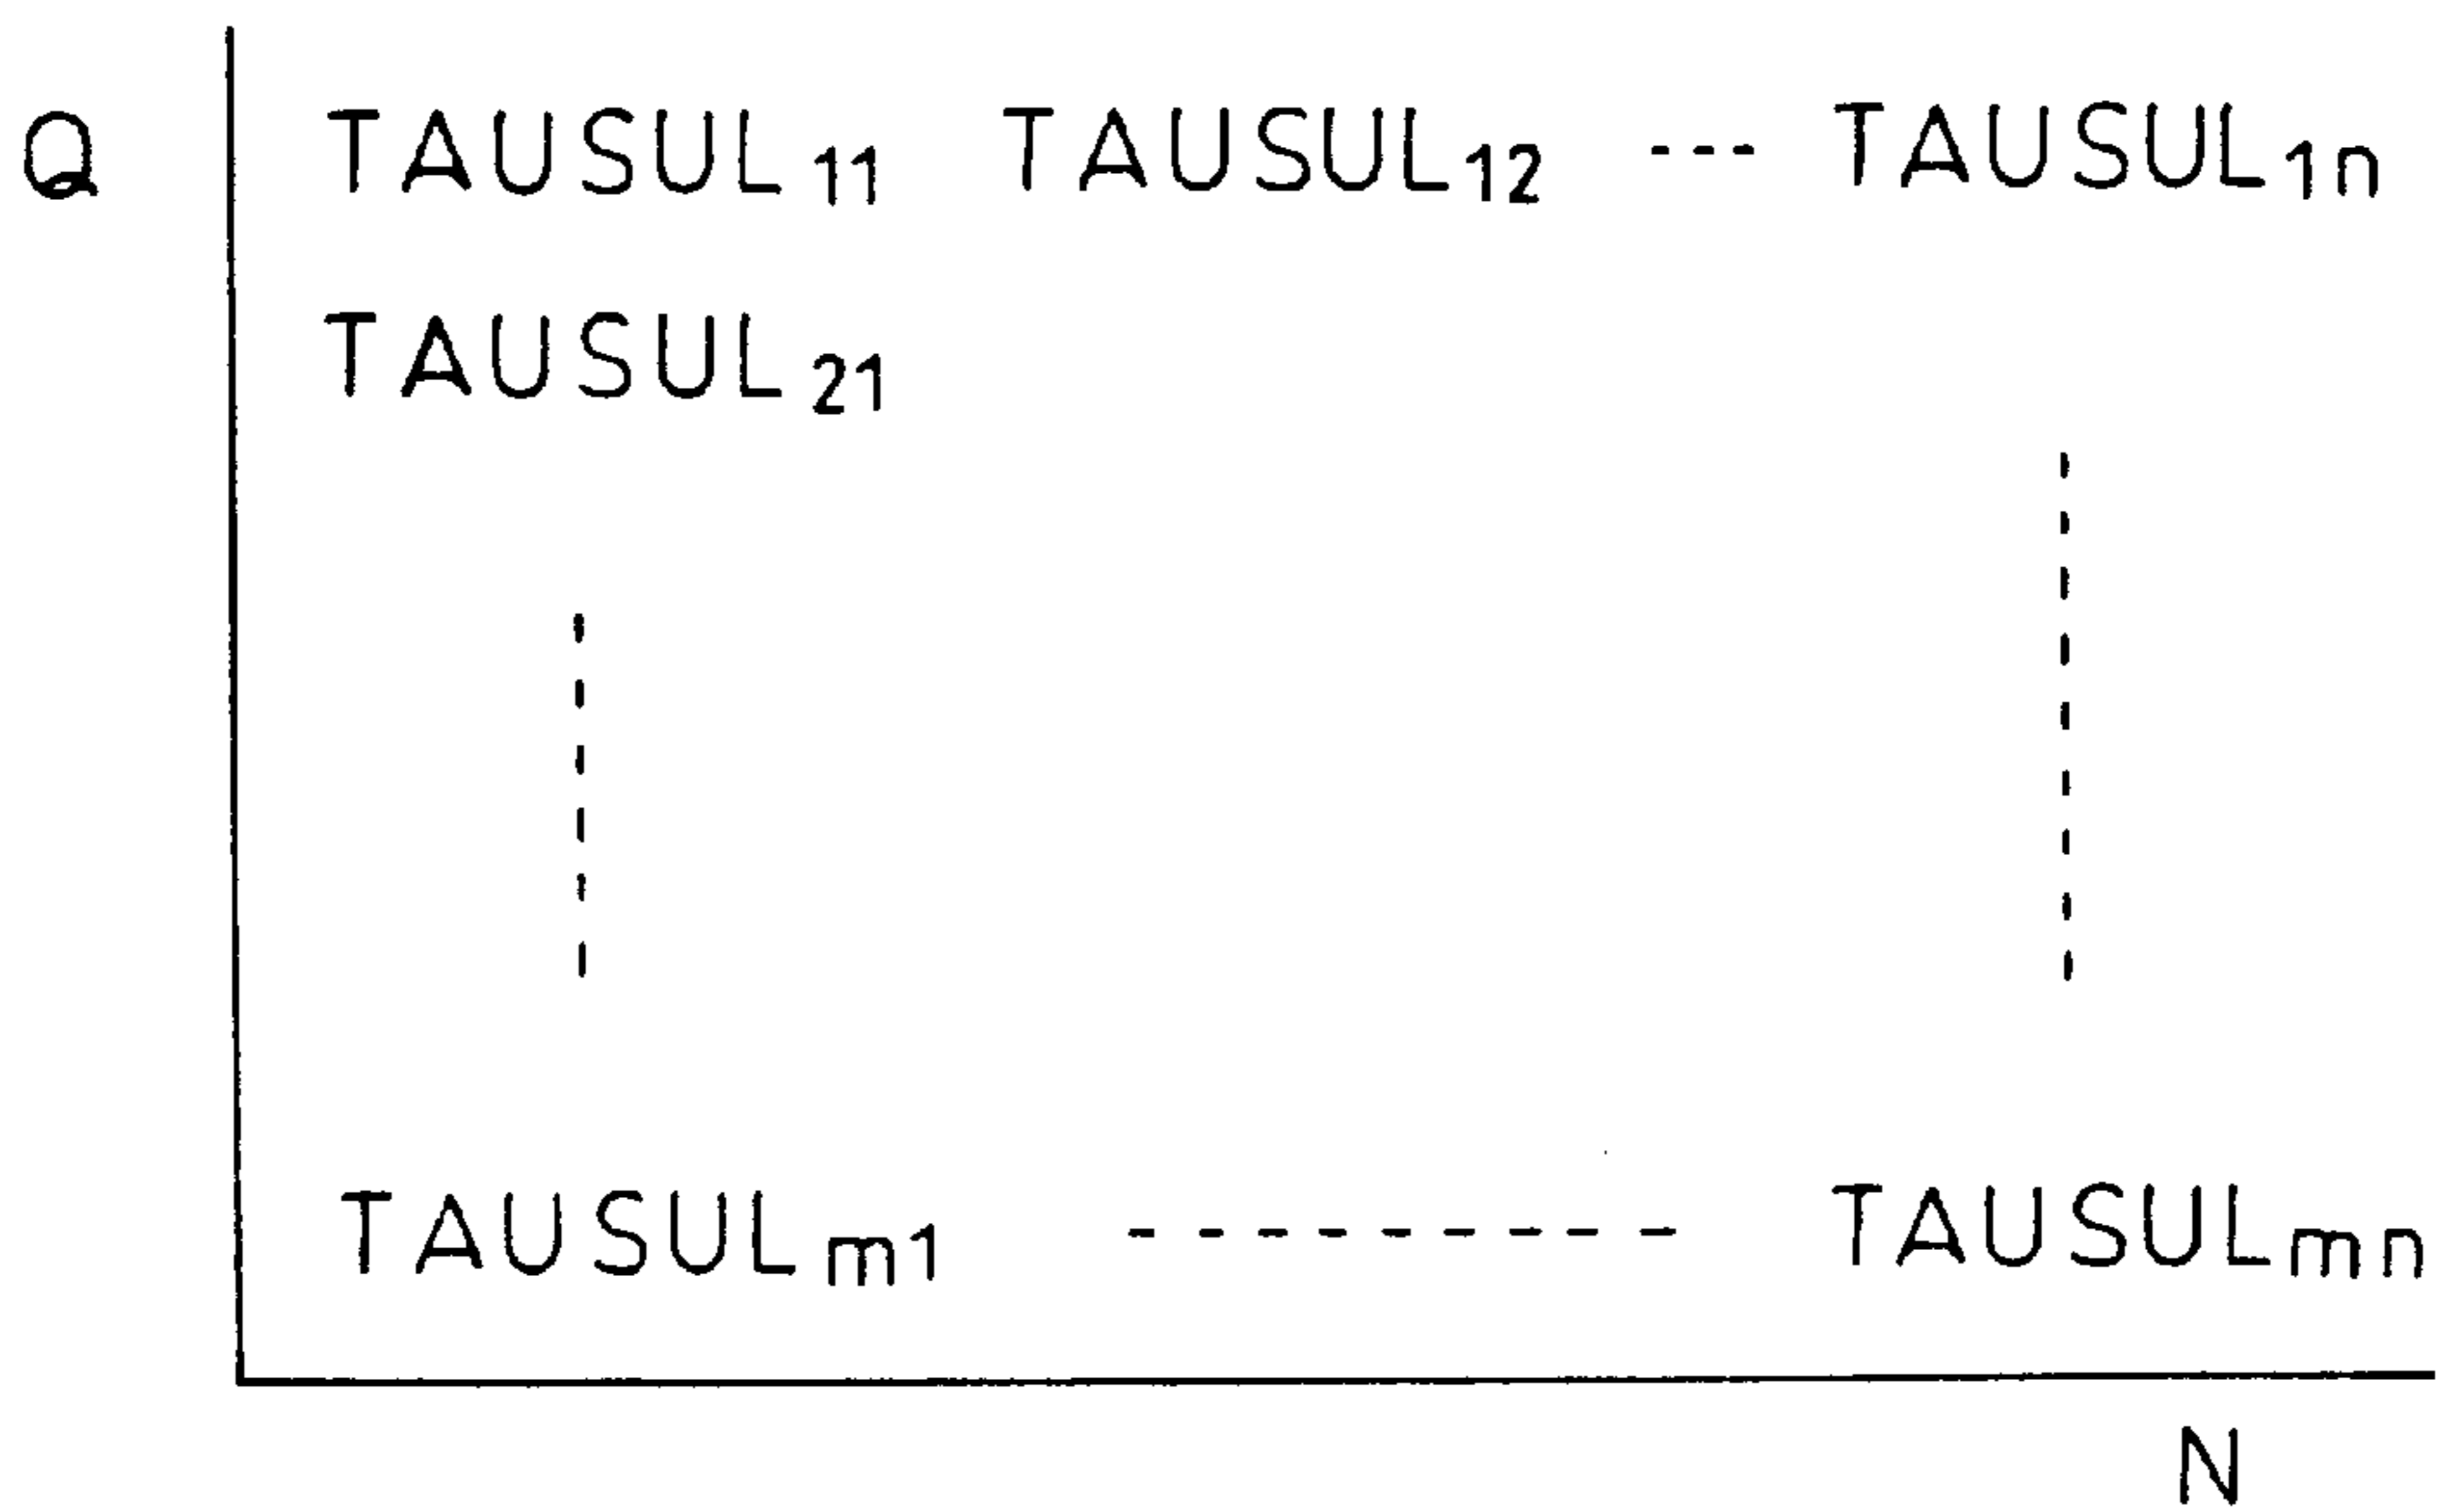 Q TAUSUL11 TAUSUL12 --- TAUSUL1n
TAUSUL21
TAUSULm1 --------- TAUSULmn
N